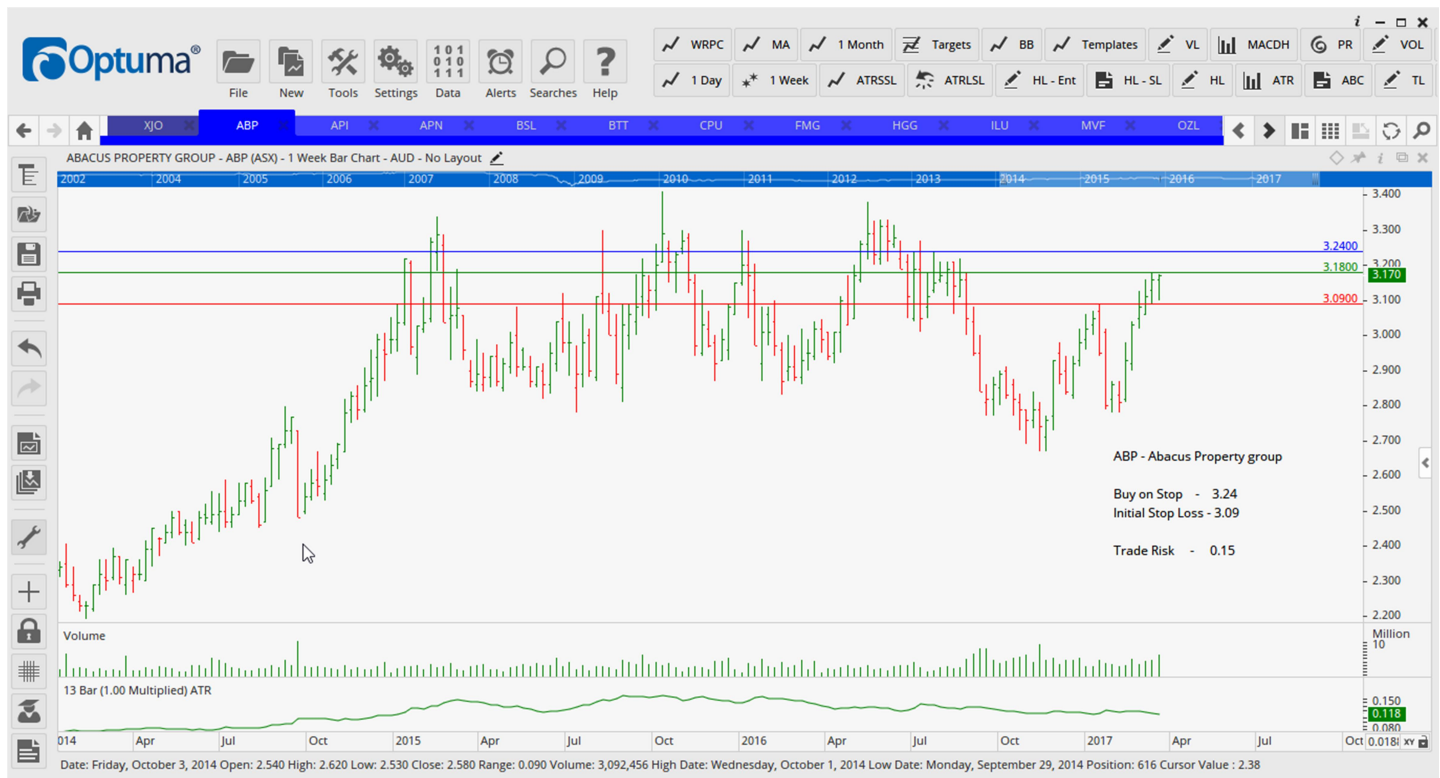 Optuma®
File
New
Tools
Settings
101
010
111
Data
Alerts
Searches
?
Help
WRPC
MA
1 Month
Targets
BB
Templates
VL
MACDH
PR
VOL
1 Day
1 Week
ATRSSL
ATRLSL
HL - Ent
HL - SL
HL
ATR
ABC
TL
XJO
ABP
API
APN
BSL
BTT
CPU
FMG
HGG
ILU
MVF
OZL
ABACUS PROPERTY GROUP - ABP (ASX) - 1 Week Bar Chart - AUD - No Layout
2002 2004 2005 2006 2007 2008 2009 2010 2011 2012 2013 2014 2015 2016 2017
3.400
3.300
3.2400
3.200
3.1800
3.170
3.100
3.0900
3.000
2.900
2.800
2.700
2.600
2.500
2.400
2.300
2.200
ABP - Abacus Property group
Buy on Stop - 3.24
Initial Stop Loss - 3.09
Trade Risk - 0.15
Volume
Million
10
13 Bar (1.00 Multiplied) ATR
0.150
0.118
0.080
014 Apr Jul Oct 2015 Apr Jul Oct 2016 Apr Jul Oct 2017 Apr Jul Oct
XY
Date: Friday, October 3, 2014 Open: 2.540 High: 2.620 Low: 2.530 Close: 2.580 Range: 0.090 Volume: 3,092,456 High Date: Wednesday, October 1, 2014 Low Date: Monday, September 29, 2014 Position: 616 Cursor Value : 2.38